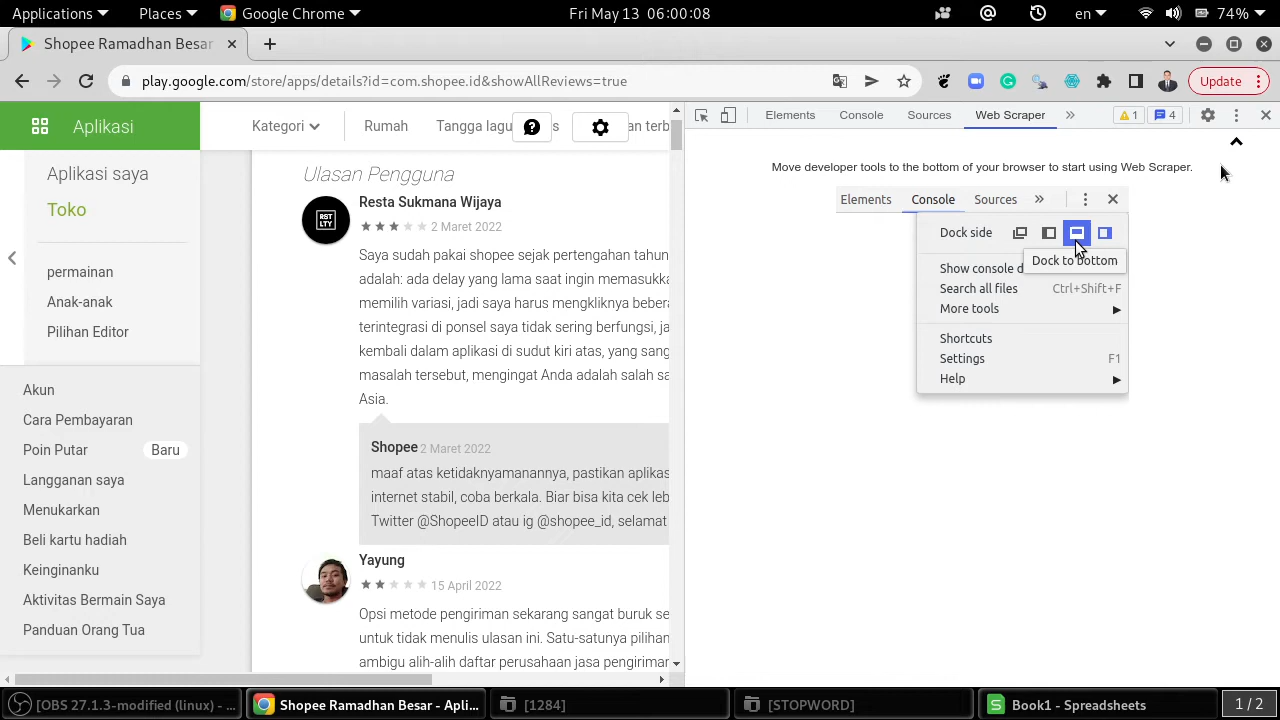 Applications Places Google Chrome Fri May 13 06:00:08 en 74%
Shopee Ramadhan Besar
play.google.com/store/apps/details?id=com.shopee.id&showAllReviews=true Update
Aplikasi Kategori Rumah Tangga lagu s an terb
Aplikasi saya
Toko
permainan
Anak-anak
Pilihan Editor
Akun
Cara Pembayaran
Poin Putar Baru
Langganan saya
Menukarkan
Beli kartu hadiah
Keinginanku
Aktivitas Bermain Saya
Panduan Orang Tua
Ulasan Pengguna
RST
LTY
Resta Sukmana Wijaya
2 Maret 2022
Saya sudah pakai shopee sejak pertengahan tahun
adalah: ada delay yang lama saat ingin memasukka
memilih variasi, jadi saya harus mengkliknya bebera
terintegrasi di ponsel saya tidak sering berfungsi, ja
kembali dalam aplikasi di sudut kiri atas, yang sang
masalah tersebut, mengingat Anda adalah salah sa
Asia.
Shopee 2 Maret 2022
maaf atas ketidaknyamanannya, pastikan aplikas
internet stabil, coba berkala. Biar bisa kita cek leb
Twitter @ShopeeID atau ig @shopee_id, selamat
Yayung
15 April 2022
Opsi metode pengiriman sekarang sangat buruk se
untuk tidak menulis ulasan ini. Satu-satunya pilihan
ambigu alih-alih daftar perusahaan jasa pengiriman
Elements Console Sources Web Scraper 1 4
Move developer tools to the bottom of your browser to start using Web Scraper.
Elements Console Sources
Dock side
Dock to bottom
Show console d
Search all files Ctrl+Shift+F
More tools
Shortcuts
Settings F1
Help
[OBS 27.1.3-modified (linux) - ... Shopee Ramadhan Besar - Apli... [1284] [STOPWORD] Book1 - Spreadsheets 1 / 2